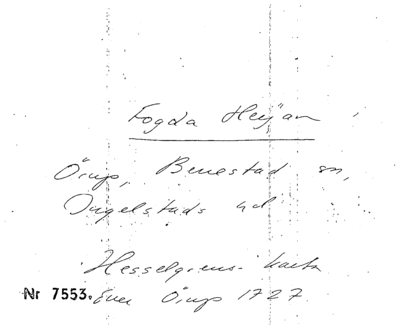 Fogda Hejan
Örup, Benestad sn,
Ingelstads hd
Hesselgrens karta
Nr 7553. över Örup 1727.